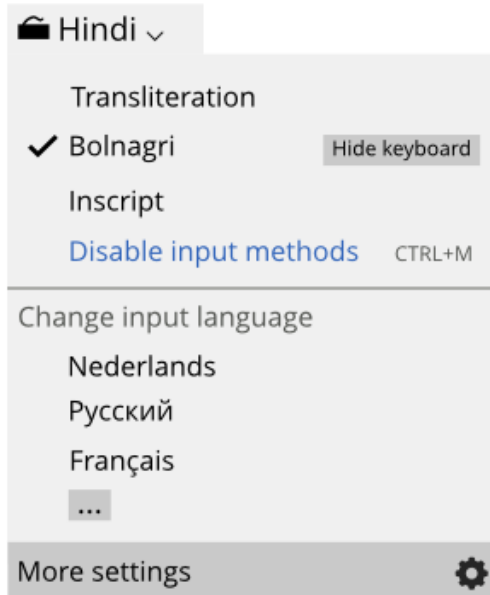 Hindi
Transliteration
Bolnagri Hide keyboard
Inscript
Disable input methods CTRL+M
Change input language
Nederlands
Русский
Français
...
More settings